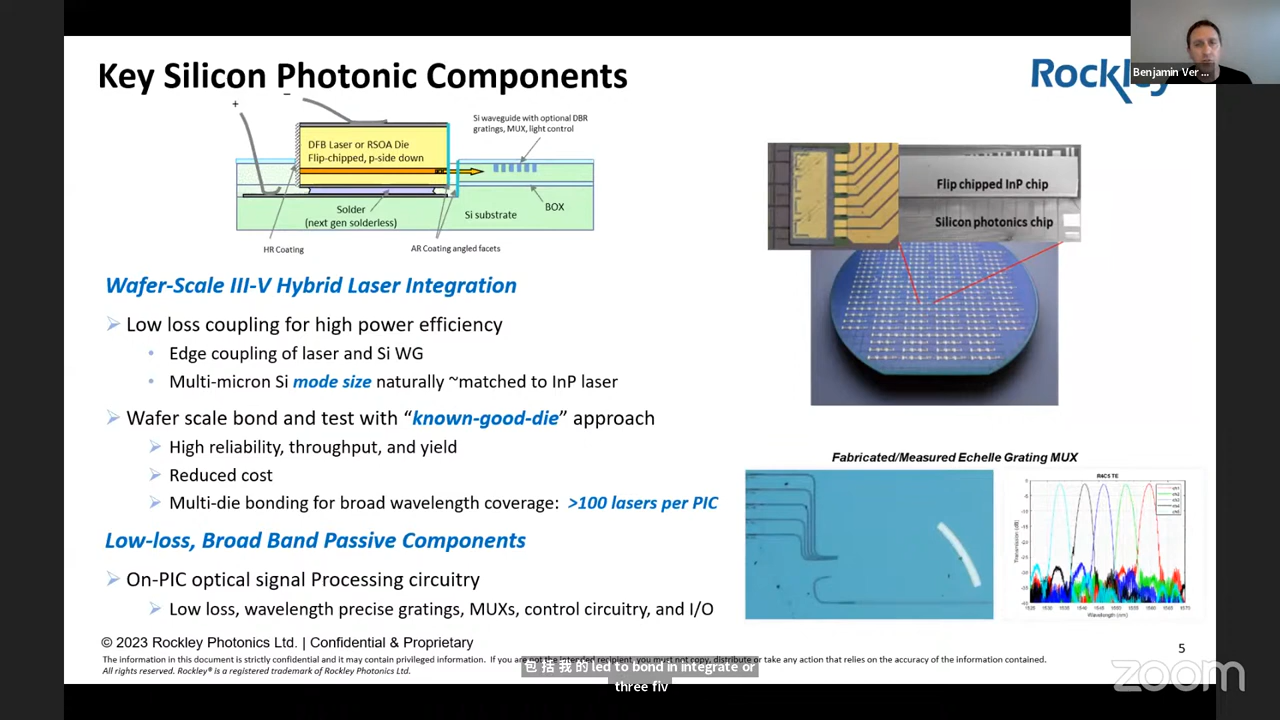 Key Silicon Photonic Components
Rockley
Benjamin Ver ...
+
−
Si waveguide with optional DBR
gratings, MUX, light control
DFB Laser or RSOA Die
Flip-chipped, p-side down
Solder
(next gen solderless)
Si substrate
BOX
HR Coating
AR Coating angled facets
Flip chipped InP chip
Silicon photonics chip
Wafer-Scale III-V Hybrid Laser Integration
Low loss coupling for high power efficiency
Edge coupling of laser and Si WG
Multi-micron Si mode size naturally ~matched to InP laser
Wafer scale bond and test with “known-good-die” approach
High reliability, throughput, and yield
Reduced cost
Multi-die bonding for broad wavelength coverage: >100 lasers per PIC
Low-loss, Broad Band Passive Components
On-PIC optical signal Processing circuitry
Low loss, wavelength precise gratings, MUXs, control circuitry, and I/O
Fabricated/Measured Echelle Grating MUX
R4CS TE
Transmission (dB)
Wavelength (nm)
© 2023 Rockley Photonics Ltd. | Confidential & Proprietary
The information in this document is strictly confidential and it may contain privileged information. If you are not the intended recipient, you must not copy, distribute or take any action that relies on the accuracy of the information contained.
All rights reserved. Rockley® is a registered trademark of Rockley Photonics Ltd.
5
包括我的 led to bond in integrate or
three fiv
zoom